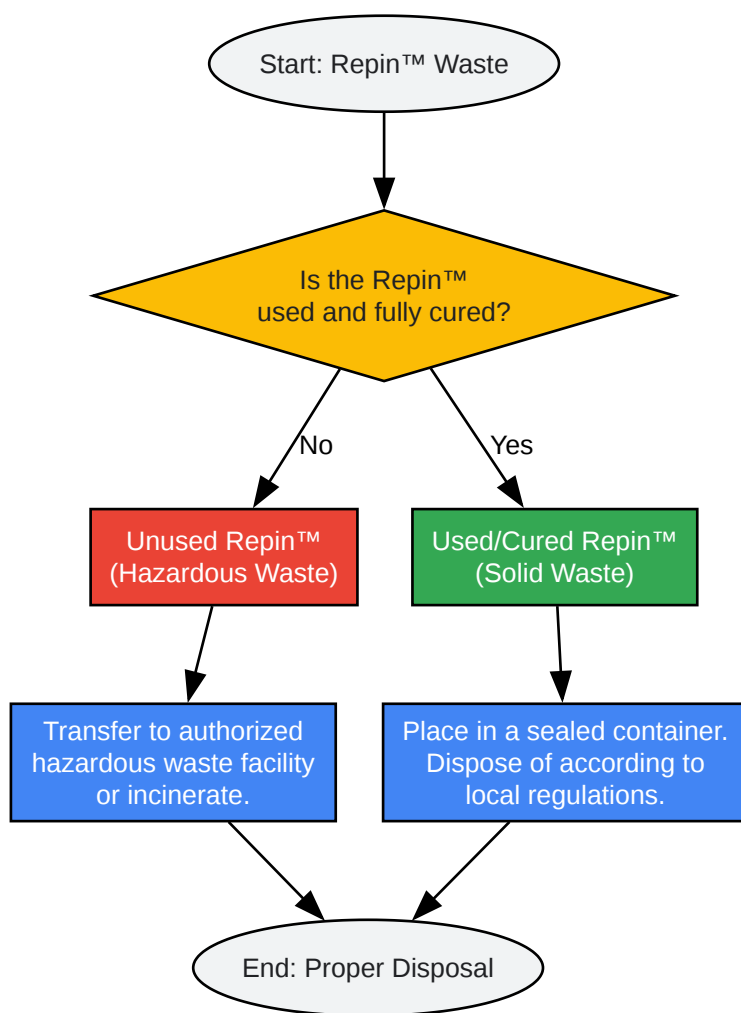 Start: Repin™ Waste
Is the Repin™
used and fully cured?
No
Yes
Unused Repin™
(Hazardous Waste)
Used/Cured Repin™
(Solid Waste)
Transfer to authorized
hazardous waste facility
or incinerate.
Place in a sealed container.
Dispose of according to
local regulations.
End: Proper Disposal